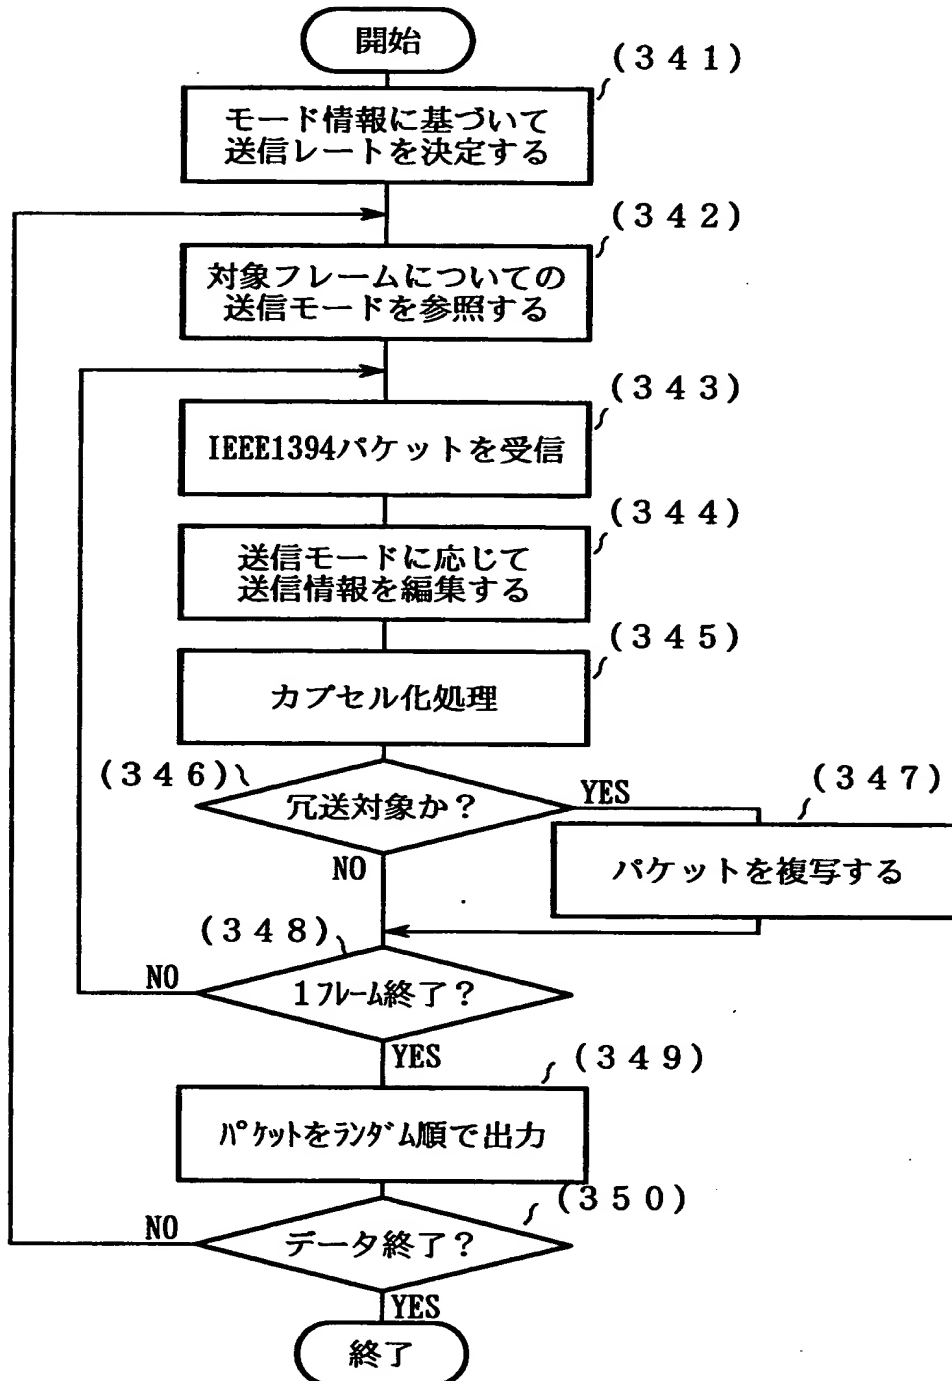 開始
(341)
モード情報に基づいて
送信レートを決定する
(342)
対象フレームについての
送信モードを参照する
(343)
IEEE1394パケットを受信
(344)
送信モードに応じて
送信情報を編集する
(345)
カプセル化処理
(346)
冗送対象か?
YES
(347)
パケットを複写する
NO
(348)
1フレーム終了?
NO
YES
(349)
パケットをランダム順で出力
(350)
データ終了?
NO
YES
終了